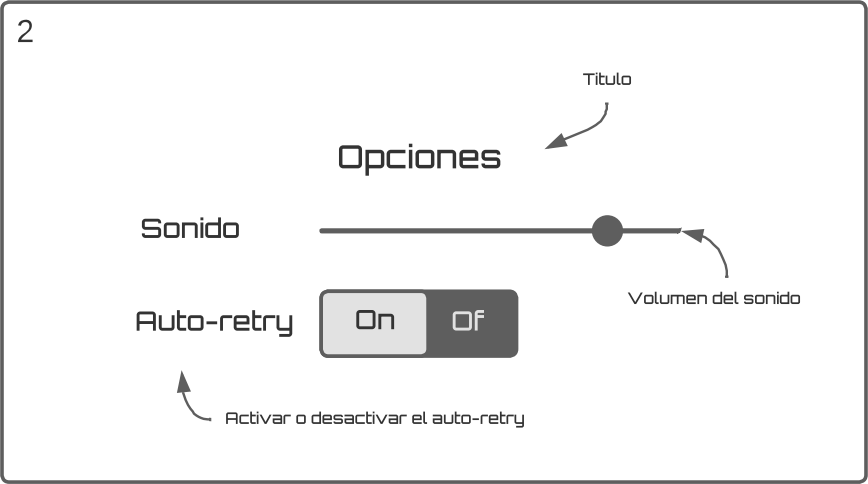 2
Titulo
Opciones
Sonido
Volumen del sonido
Auto-retry
On
Of
Activar o desactivar el auto-retry